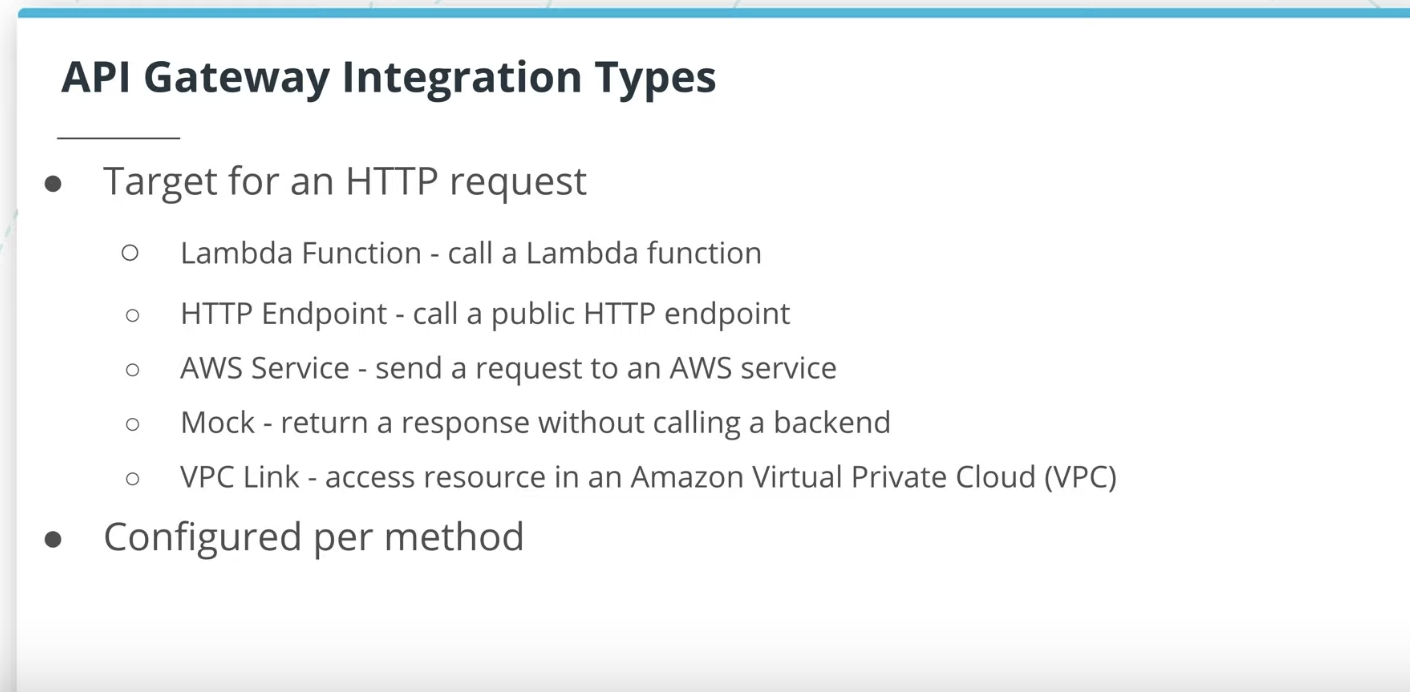 API Gateway Integration Types
● Target for an HTTP request
○ Lambda Function - call a Lambda function
○ HTTP Endpoint - call a public HTTP endpoint
○ AWS Service - send a request to an AWS service
○ Mock - return a response without calling a backend
○ VPC Link - access resource in an Amazon Virtual Private Cloud (VPC)
● Configured per method